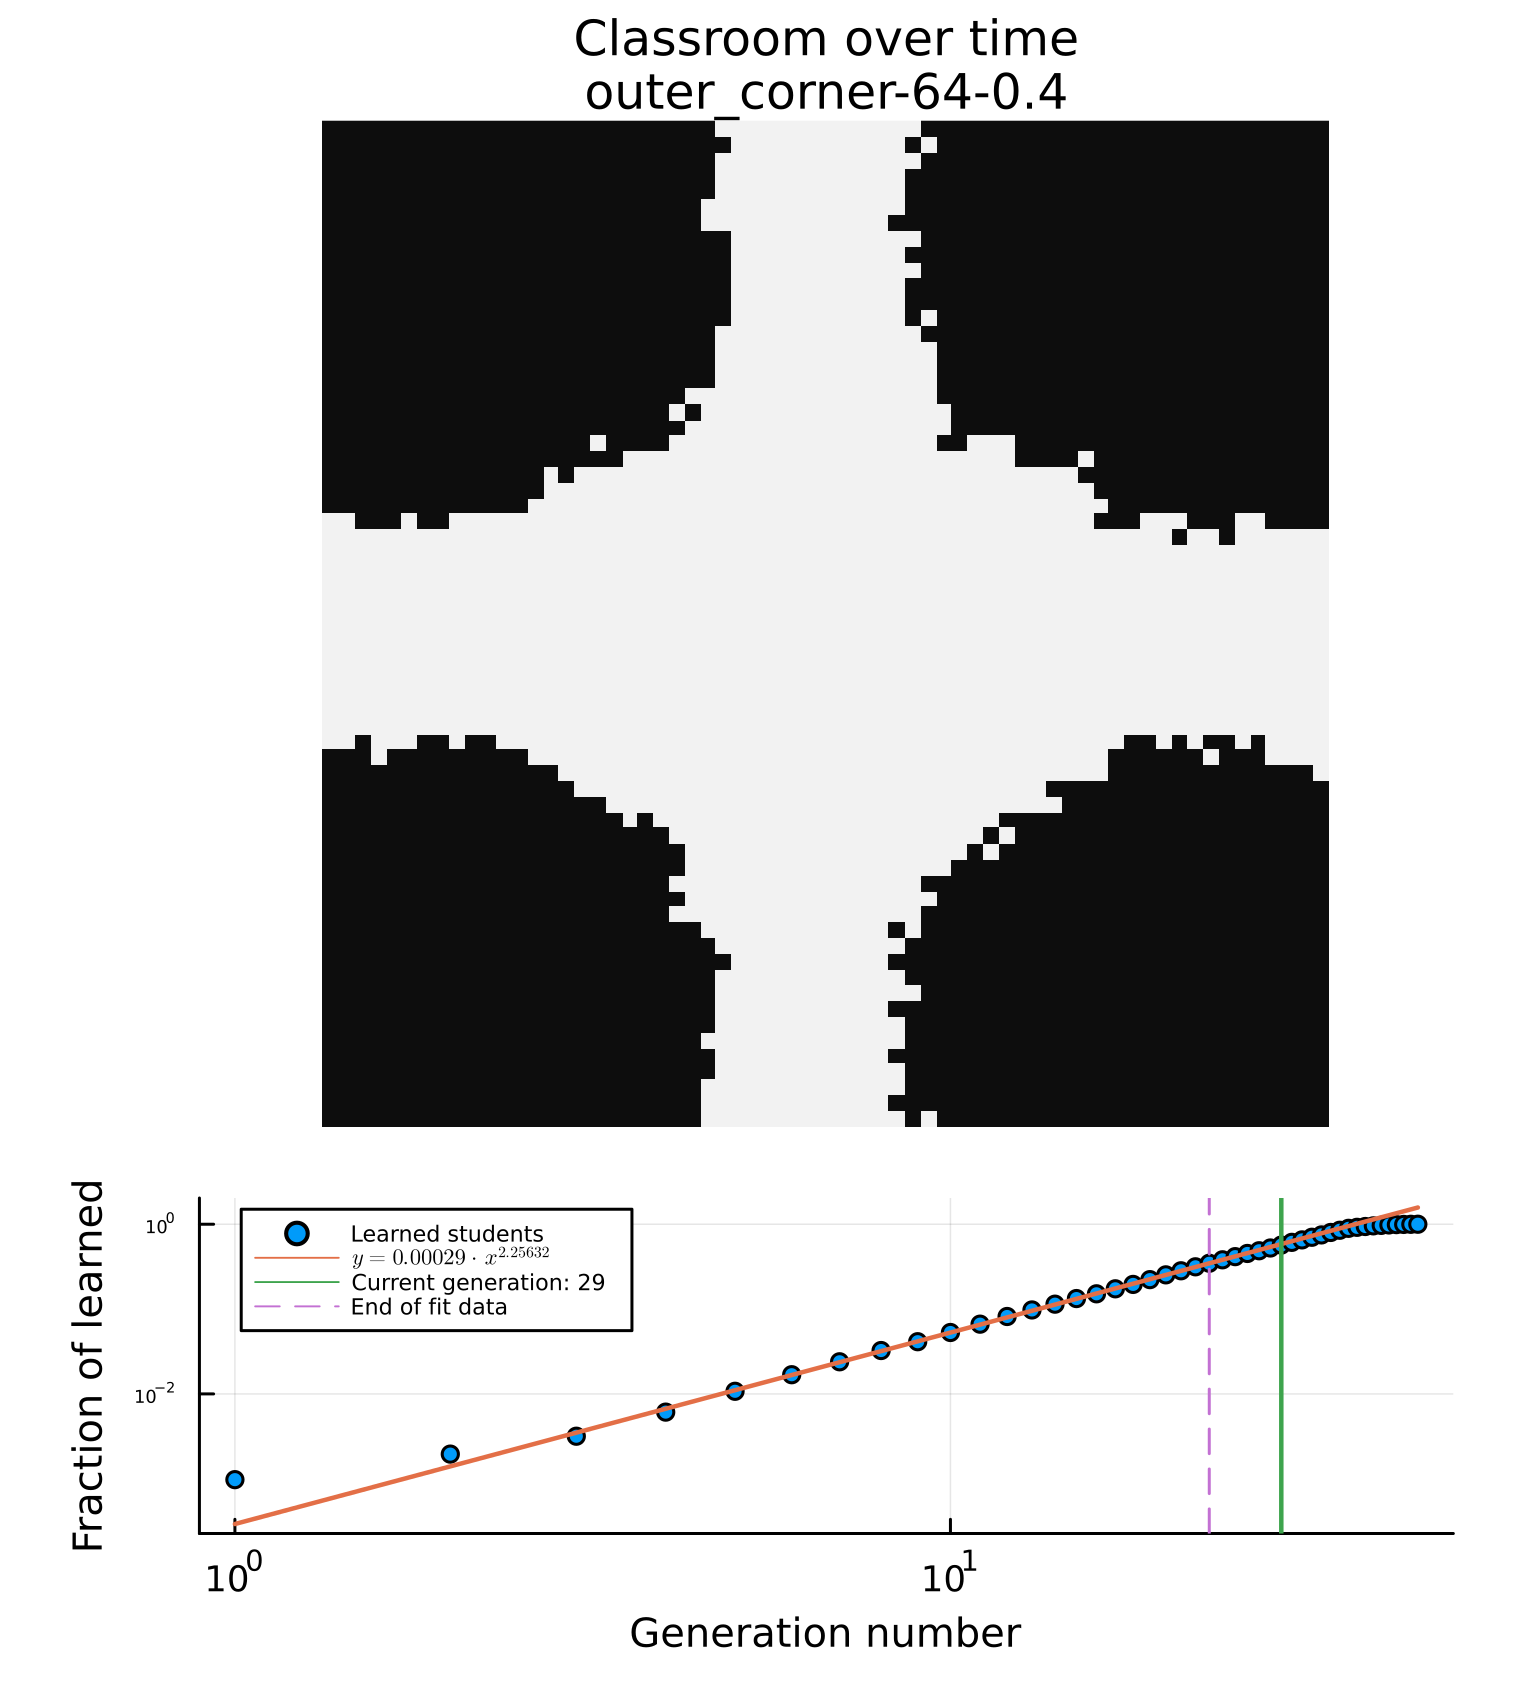 Classroom over time
outer_corner-64-0.4
Fraction of learned
10⁰
10⁻²
Learned students
y = 0.00029 · x^2.25632
Current generation: 29
End of fit data
10⁰
10¹
Generation number